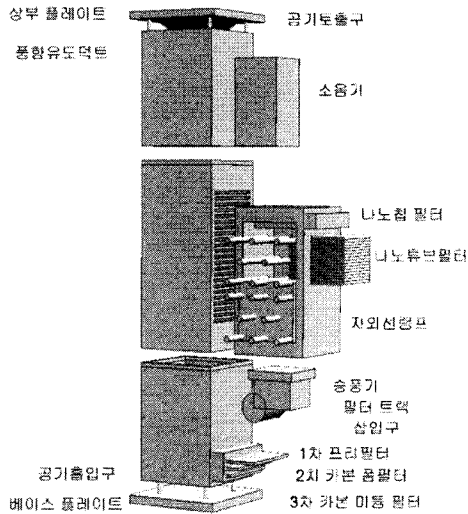 상부 플레이트
공기토출구
풍향유도덕트
소음기
나노칩 필터
나노튜브필터
자외선램프
송풍기
필터 트랙
삽입구
1차 프리필터
공기흡입구
2차 카본 폼필터
베이스 플레이트
3차 카본 미듐 필터